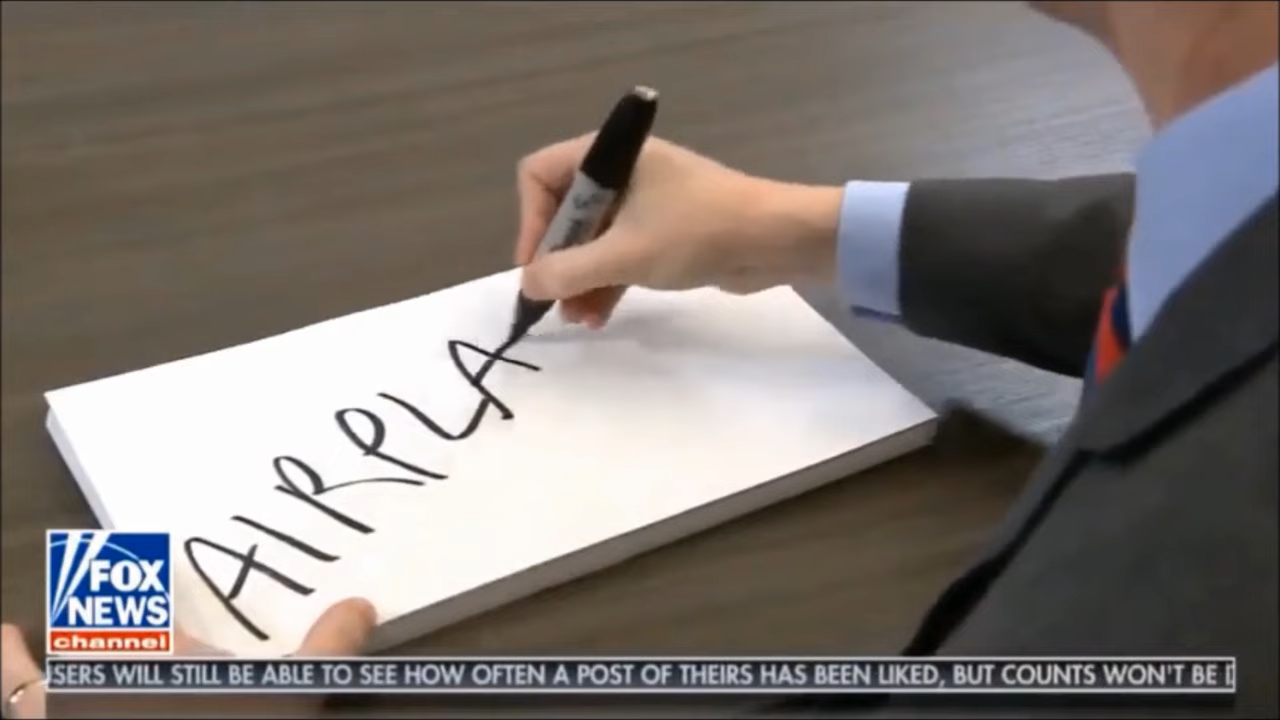 AIRPLA
FOX
NEWS
channel
USERS WILL STILL BE ABLE TO SEE HOW OFTEN A POST OF THEIRS HAS BEEN LIKED, BUT COUNTS WON'T BE